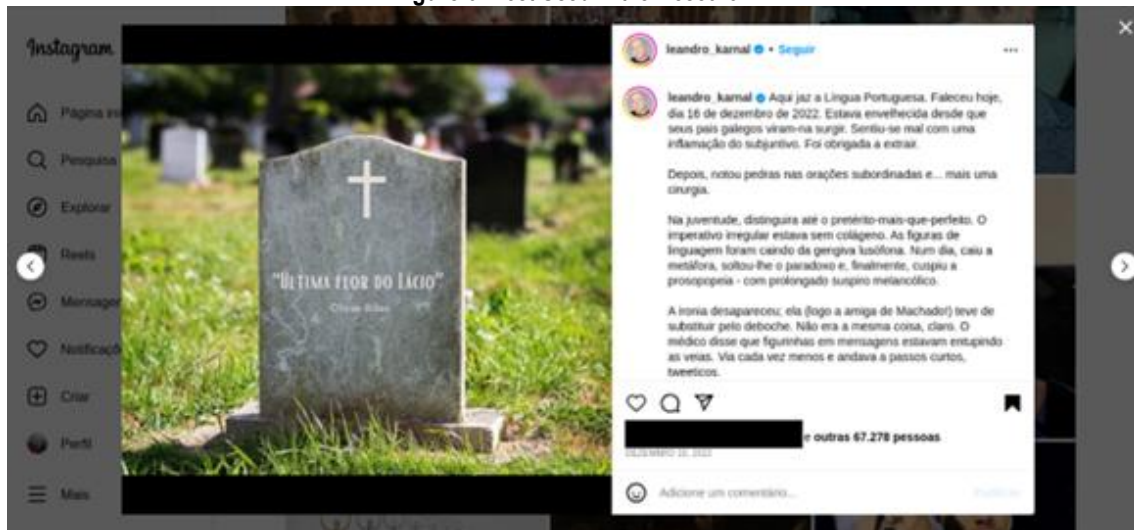 Instagram
Página
Pesquisa
Explorar
Reels
Mensagen
Notificaçõ
Criar
Perfil
Mais
"ÚLTIMA FLOR DO LÁCIO"
Olavo Bilac
leandro_karnal • Seguir
leandro_karnal Aqui jaz a Língua Portuguesa. Faleceu hoje,
dia 16 de dezembro de 2022. Estava envelhecida desde que
seus pais galegos viram-na surgir. Sentiu-se mal com uma
inflamação do subjuntivo. Foi obrigada a extrair.
Depois, notou pedras nas orações subordinadas e... mais uma
cirurgia.
Na juventude, distinguira até o pretérito-mais-que-perfeito. O
imperativo irregular estava sem colágeno. As figuras de
linguagem foram caindo da gengiva lusófona. Num dia, caiu a
metáfora, soltou-lhe o paradoxo e, finalmente, cuspiu a
prosopopeia - com prolongado suspiro melancólico.
A ironia desapareceu; ela (logo a amiga de Machado!) teve de
substituir pelo deboche. Não era a mesma coisa, claro. O
médico disse que figurinhas em mensagens estavam entupindo
as veias. Via cada vez menos e andava a passos curtos,
tweeticos.
e outras 67.278 pessoas
DEZEMBRO 16, 2022
Adicione um comentário...